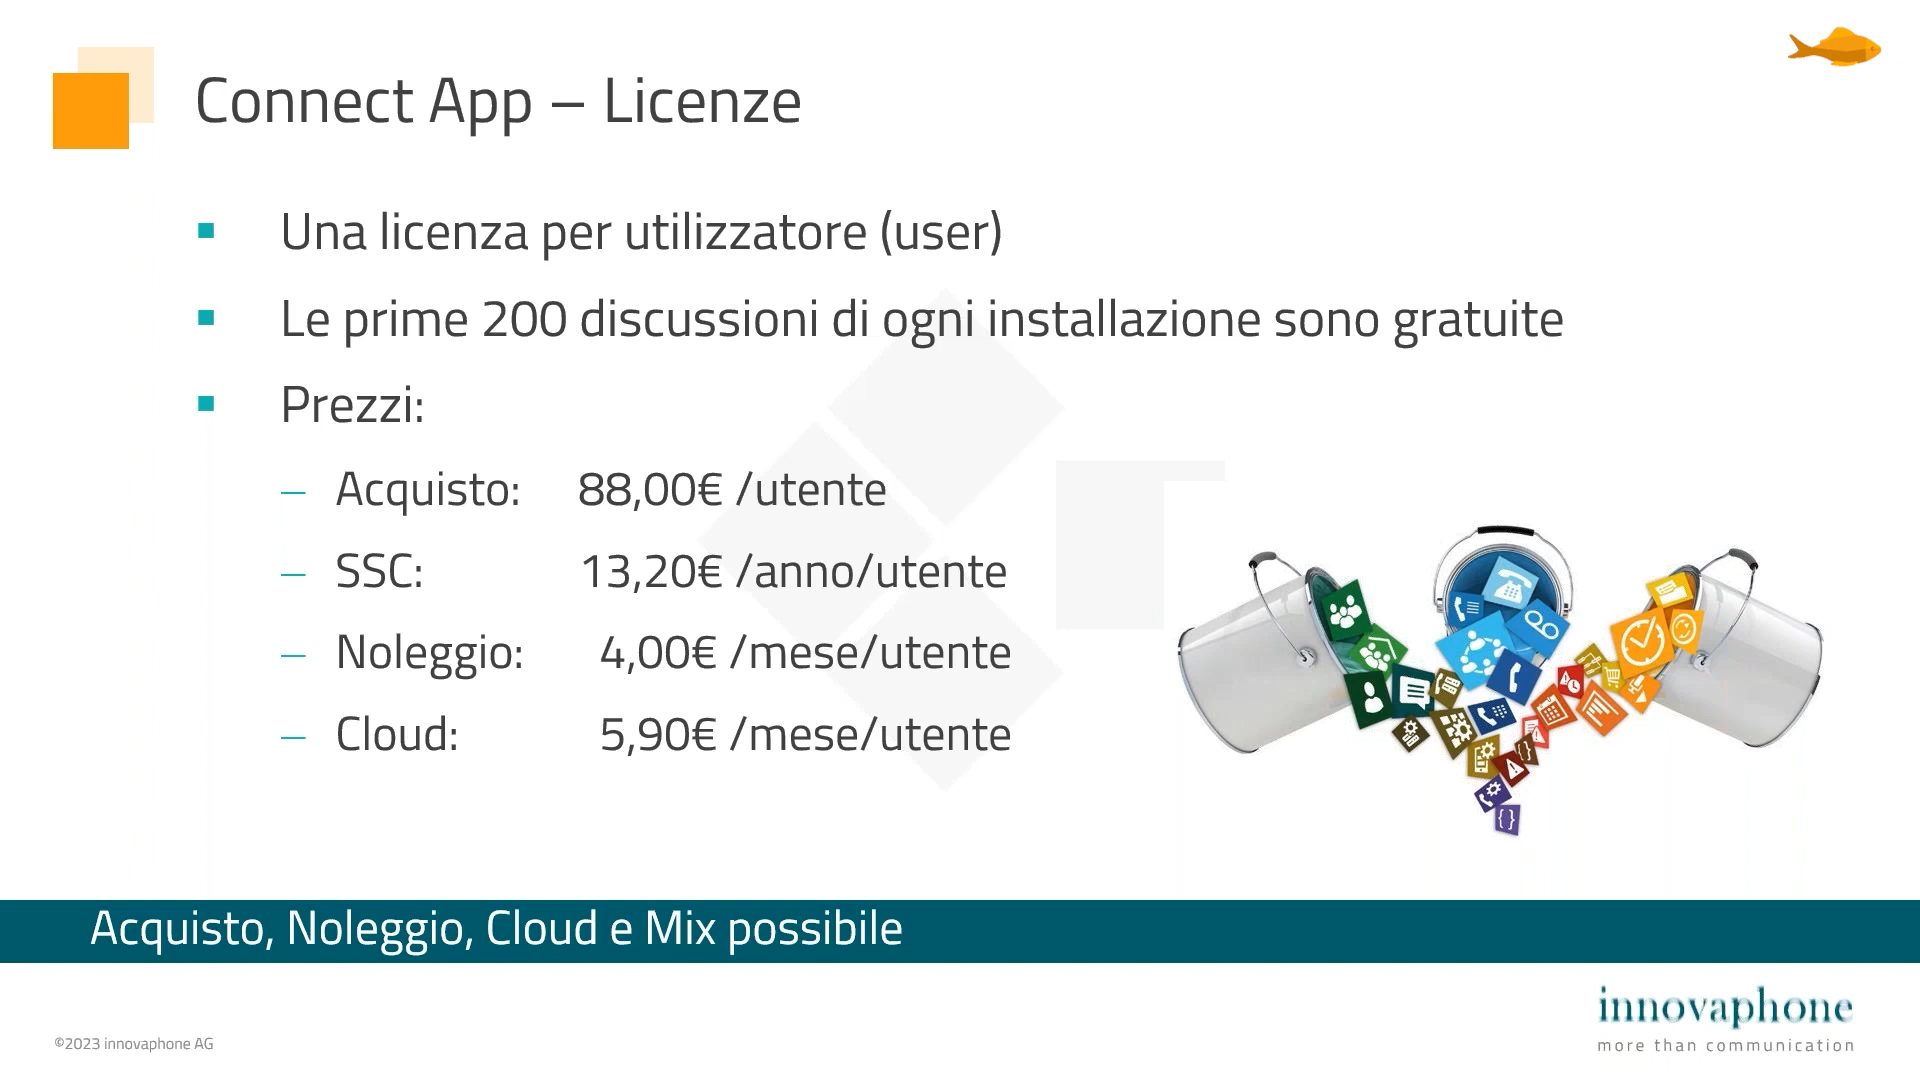 Connect App – Licenze
Una licenza per utilizzatore (user)
Le prime 200 discussioni di ogni installazione sono gratuite
Prezzi:
– Acquisto: 88,00€ /utente
– SSC: 13,20€ /anno/utente
– Noleggio: 4,00€ /mese/utente
– Cloud: 5,90€ /mese/utente
Acquisto, Noleggio, Cloud e Mix possibile
innovaphone
more than communication
©2023 innovaphone AG